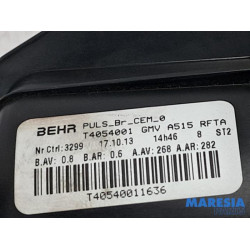 BEHR PULS_Br_CEM_0
T4054001 GMV A515 RFTA
Nr Ctrl:3299 17.10.13 14h46 8 S12
B.AV: 0.8 B.AR: 0.6 A.AV: 268 A.AR: 282
T40540011636
MARESIA